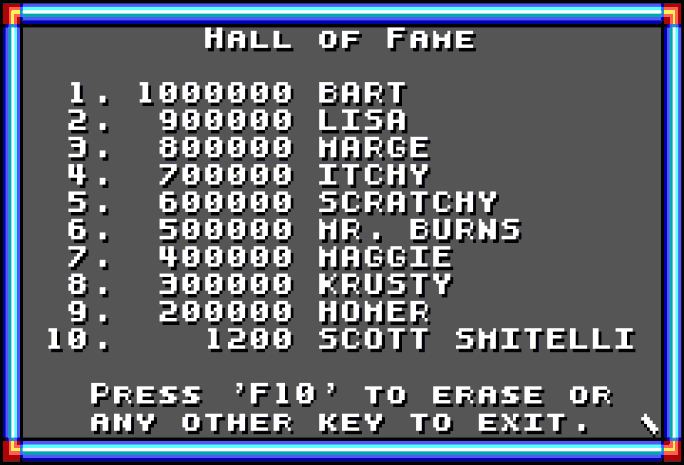 Hall of Fame
1. 1000000 BART
2. 900000 LISA
3. 800000 MARGE
4. 700000 ITCHY
5. 600000 SCRATCHY
6. 500000 MR. BURNS
7. 400000 MAGGIE
8. 300000 KRUSTY
9. 200000 HOMER
10. 1200 SCOTT SMITELLI
Press 'F10' to erase or
any other key to exit. \